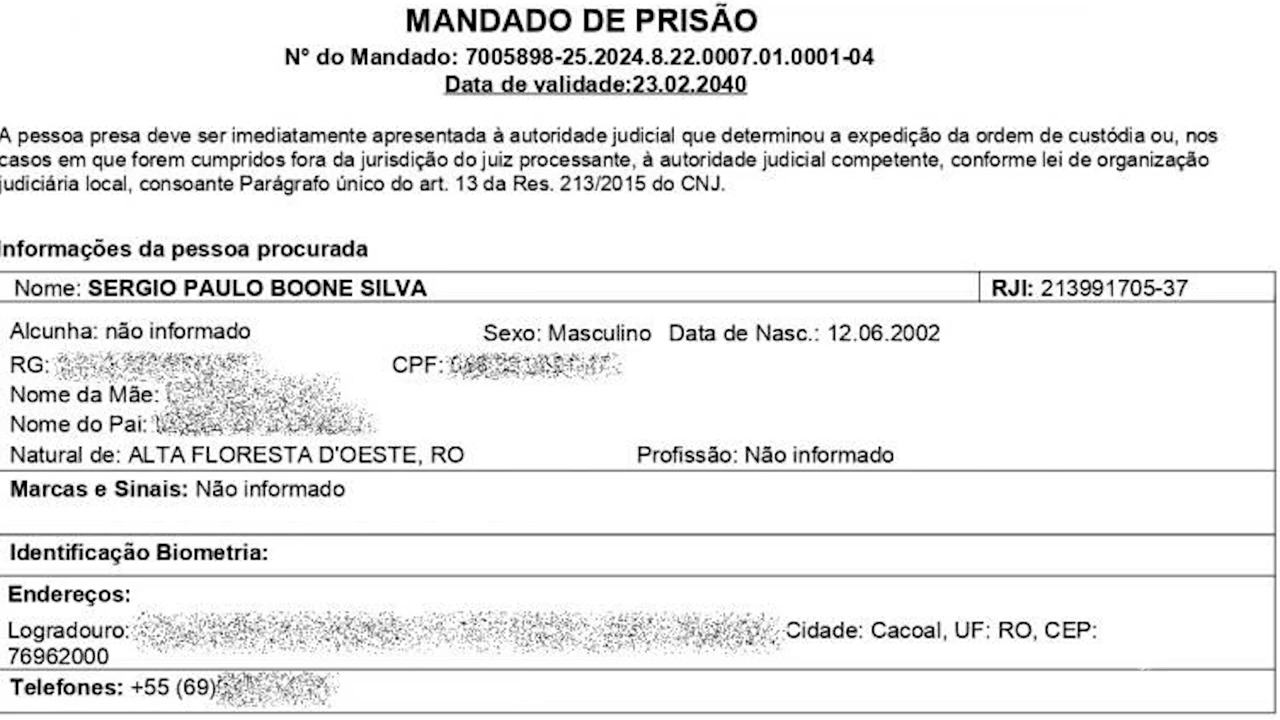 MANDADO DE PRISÃO
N° do Mandado: 7005898-25.2024.8.22.0007.01.0001-04
Data de validade:23.02.2040
A pessoa presa deve ser imediatamente apresentada à autoridade judicial que determinou a expedição da ordem de custódia ou, nos
casos em que forem cumpridos fora da jurisdição do juiz processante, à autoridade judicial competente, conforme lei de organização
judiciária local, consoante Parágrafo único do art. 13 da Res. 213/2015 do CNJ.
Informações da pessoa procurada
Nome: SERGIO PAULO BOONE SILVA RJI: 213991705-37
Alcunha: não informado Sexo: Masculino Data de Nasc.: 12.06.2002
RG: CPF:
Nome da Mãe:
Nome do Pai:
Natural de: ALTA FLORESTA D'OESTE, RO Profissão: Não informado
Marcas e Sinais: Não informado
Identificação Biometria:
Endereços:
Logradouro: Cidade: Cacoal, UF: RO, CEP:
76962000
Telefones: +55 (69)